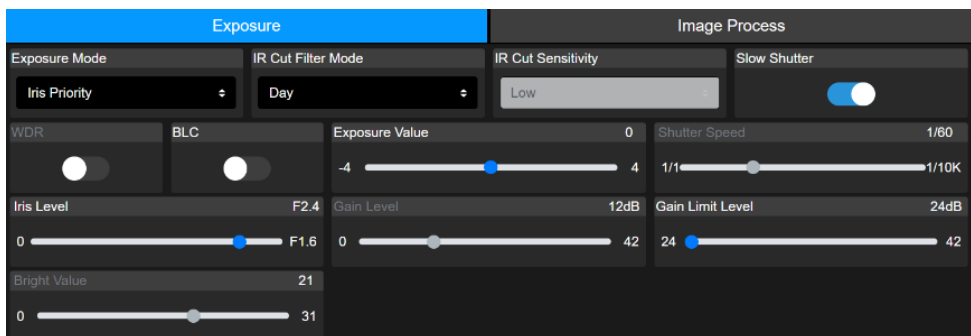 Exposure Image Process
Exposure Mode IR Cut Filter Mode IR Cut Sensitivity Slow Shutter
Iris Priority Day Low
WDR BLC Exposure Value 0 Shutter Speed 1/60
-4 4 1/1 1/10K
Iris Level F2.4 Gain Level 12dB Gain Limit Level 24dB
0 F1.6 0 42 24 42
Bright Value 21
0 31